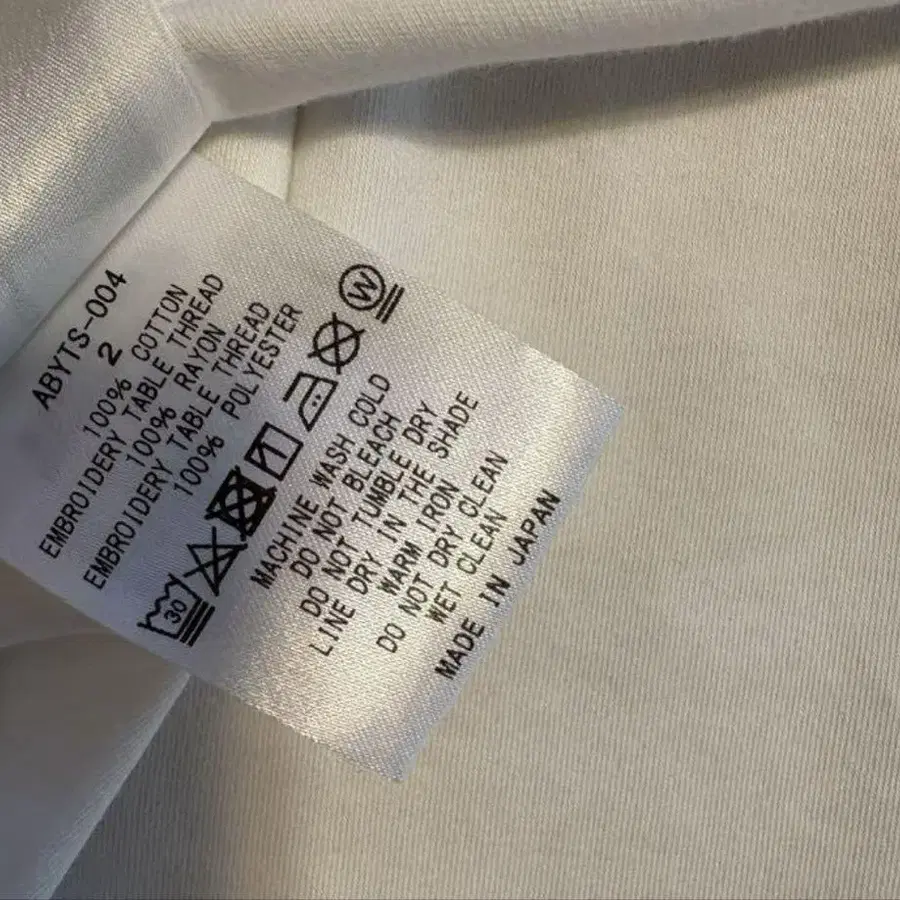 ABYTS-004
2
100% COTTON
EMBROIDERY TABLE THREAD
100% RAYON
EMBROIDERY TABLE THREAD
100% POLYESTER
30
W
MACHINE WASH COLD
DO NOT BLEACH
DO NOT TUMBLE DRY
LINE DRY IN THE SHADE
WARM IRON
DO NOT DRY CLEAN
WET CLEAN
MADE IN JAPAN